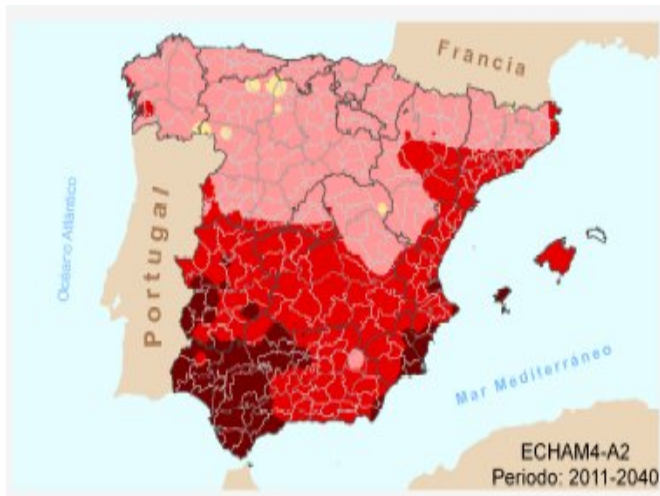 Francia
Océano Atlántico
Portugal
Mar Mediterráneo
ECHAM4-A2
Periodo: 2011-2040